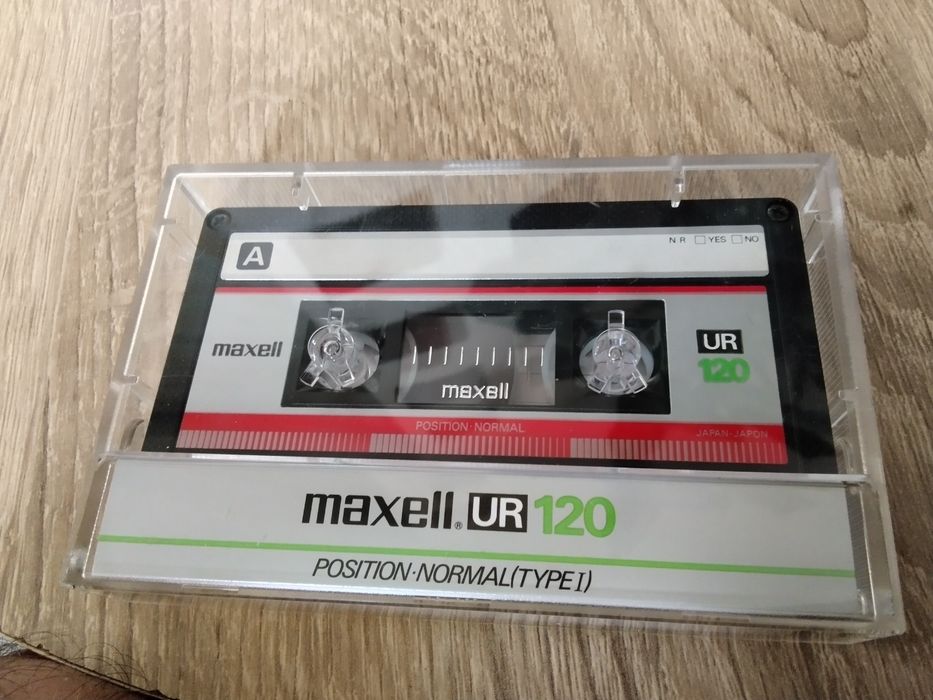 A
N R □ YES □ NO
maxell
UR
120
maxell
POSITION·NORMAL
JAPAN-JAPON
maxell® UR 120
POSITION·NORMAL(TYPE I)